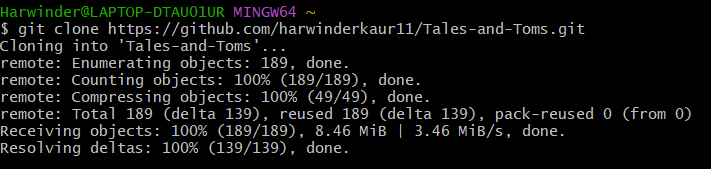 Harwinder@LAPTOP-DTAU01UR MINGW64 ~
$ git clone https://github.com/harwinderkaur11/Tales-and-Toms.git
Cloning into 'Tales-and-Toms'...
remote: Enumerating objects: 189, done.
remote: Counting objects: 100% (189/189), done.
remote: Compressing objects: 100% (49/49), done.
remote: Total 189 (delta 139), reused 189 (delta 139), pack-reused 0 (from 0)
Receiving objects: 100% (189/189), 8.46 MiB | 3.46 MiB/s, done.
Resolving deltas: 100% (139/139), done.